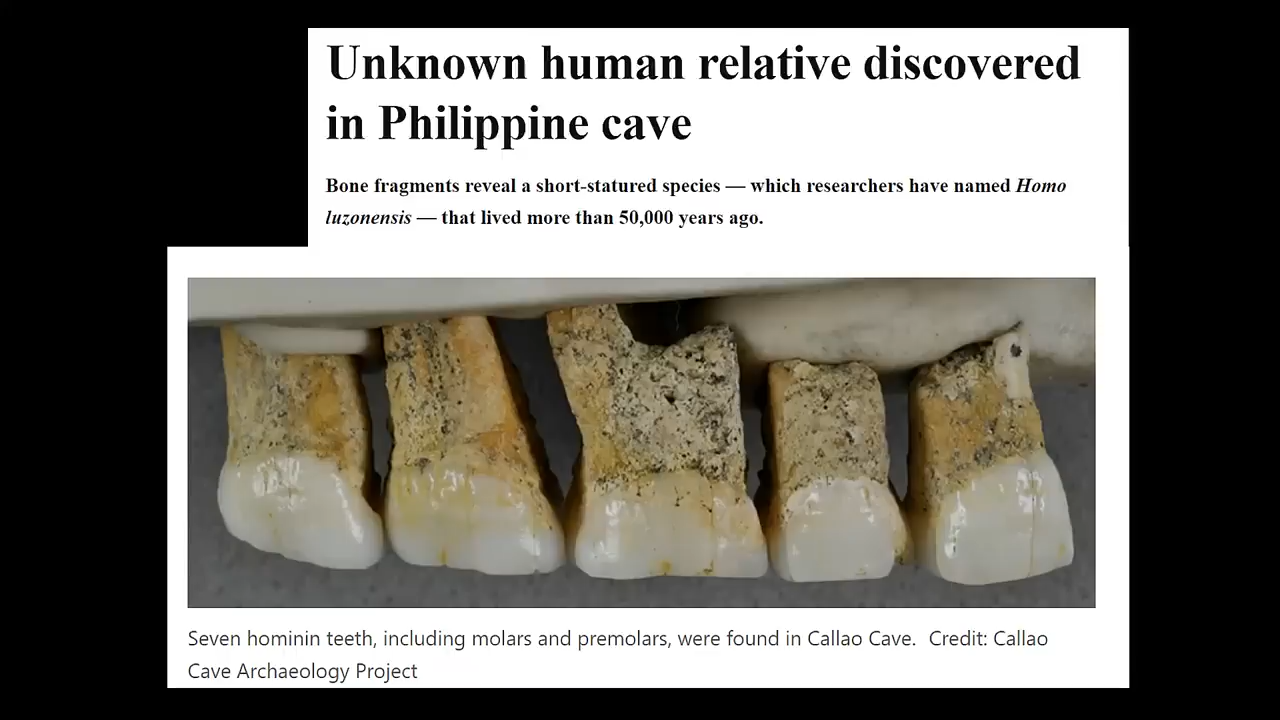 Unknown human relative discovered
in Philippine cave
Bone fragments reveal a short-statured species — which researchers have named Homo
luzonensis — that lived more than 50,000 years ago.
Seven hominin teeth, including molars and premolars, were found in Callao Cave. Credit: Callao
Cave Archaeology Project